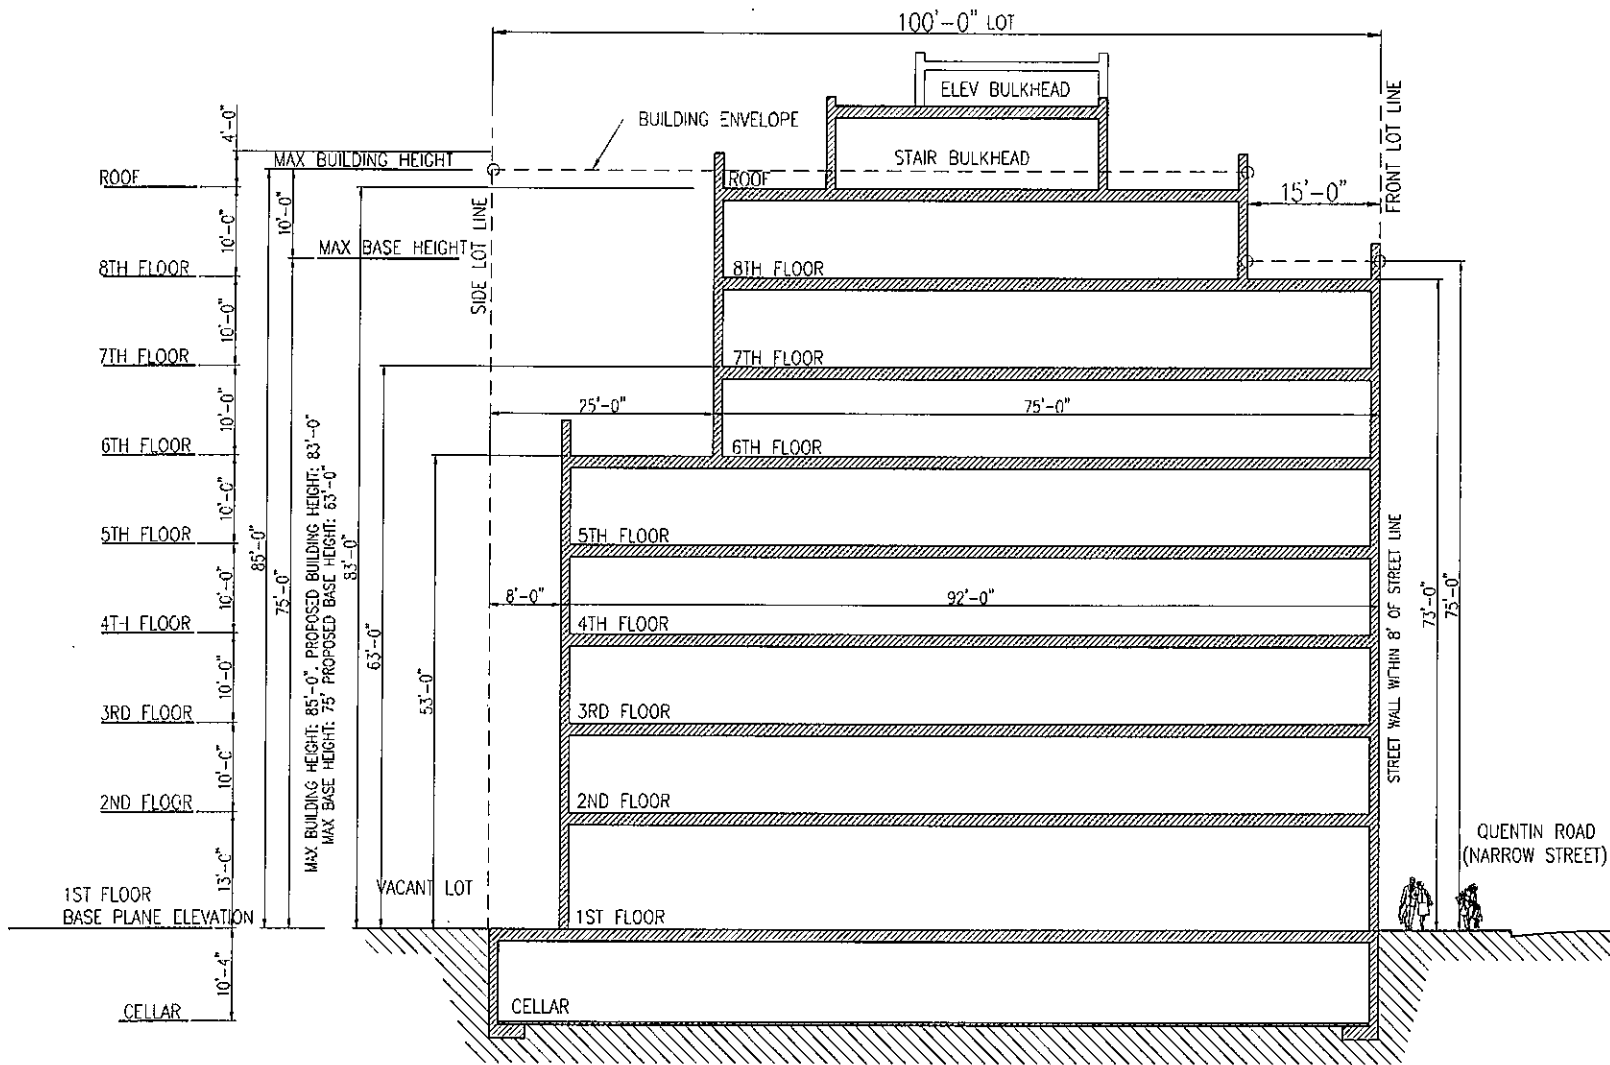 100'-0" LOT
ELEV BULKHEAD
BUILDING ENVELOPE
4'-0"
MAX BUILDING HEIGHT
STAIR BULKHEAD
FRONT LOT LINE
ROOF
ROOF
15'-0"
10'-0"
10'-0"
SIDE LOT LINE
MAX BASE HEIGHT
8TH FLOOR
8TH FLOOR
10'-0"
7TH FLOOR
7TH FLOOR
10'-0"
25'-0"
75'-0"
6TH FLOOR
6TH FLOOR
10'-0"
5TH FLOOR
5TH FLOOR
85'-0"
75'-0"
MAX BUILDING HEIGHT: 85'-0". PROPOSED BUILDING HEIGHT: 83'-0"
MAX BASE HEIGHT: 75' PROPOSED BASE HEIGHT: 63'-0"
83'-0"
63'-0"
53'-0"
10'-0"
8'-0"
92'-0"
STREET WALL WITHIN 8' OF STREET LINE
73'-0"
75'-0"
4TH FLOOR
4TH FLOOR
10'-0"
3RD FLOOR
3RD FLOOR
10'-0"
2ND FLOOR
2ND FLOOR
13'-0"
QUENTIN ROAD
(NARROW STREET)
VACANT LOT
1ST FLOOR
BASE PLANE ELEVATION
1ST FLOOR
10'-4"
CELLAR
CELLAR